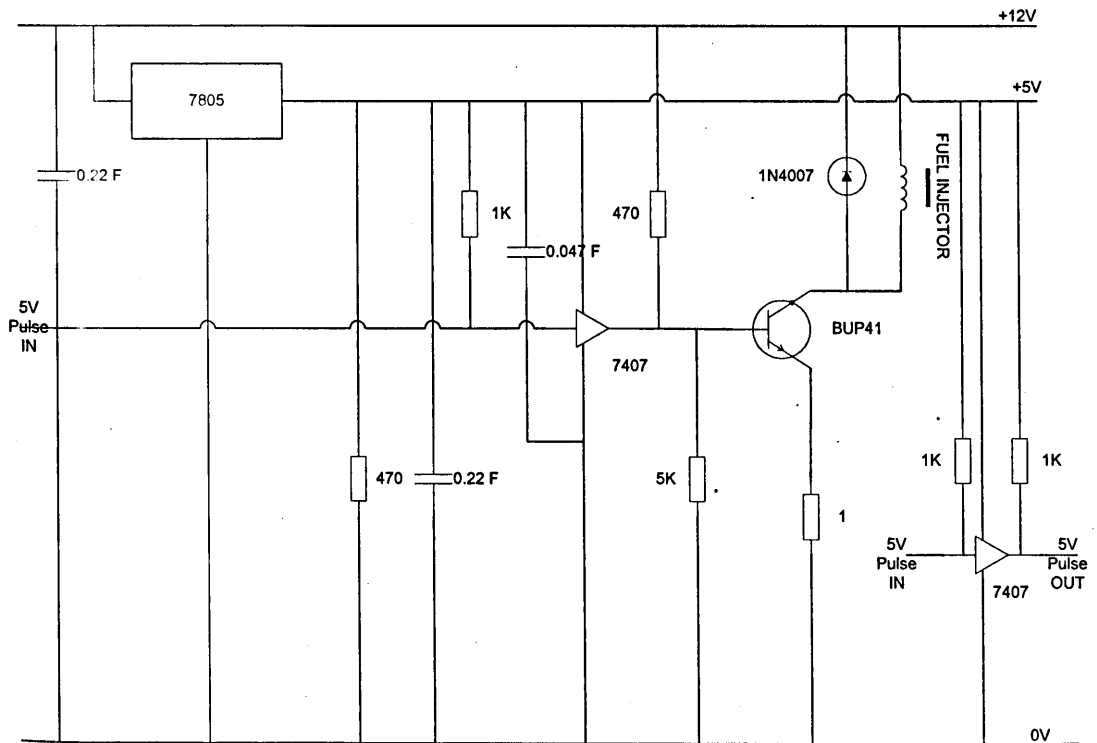 +12V
7805
+5V
0.22 F
1K
470
1N4007
FUEL INJECTOR
0.047 F
5V
Pulse
IN
7407
BUP41
470
0.22 F
5K
1
1K
1K
5V
Pulse
IN
5V
Pulse
OUT
7407
0V